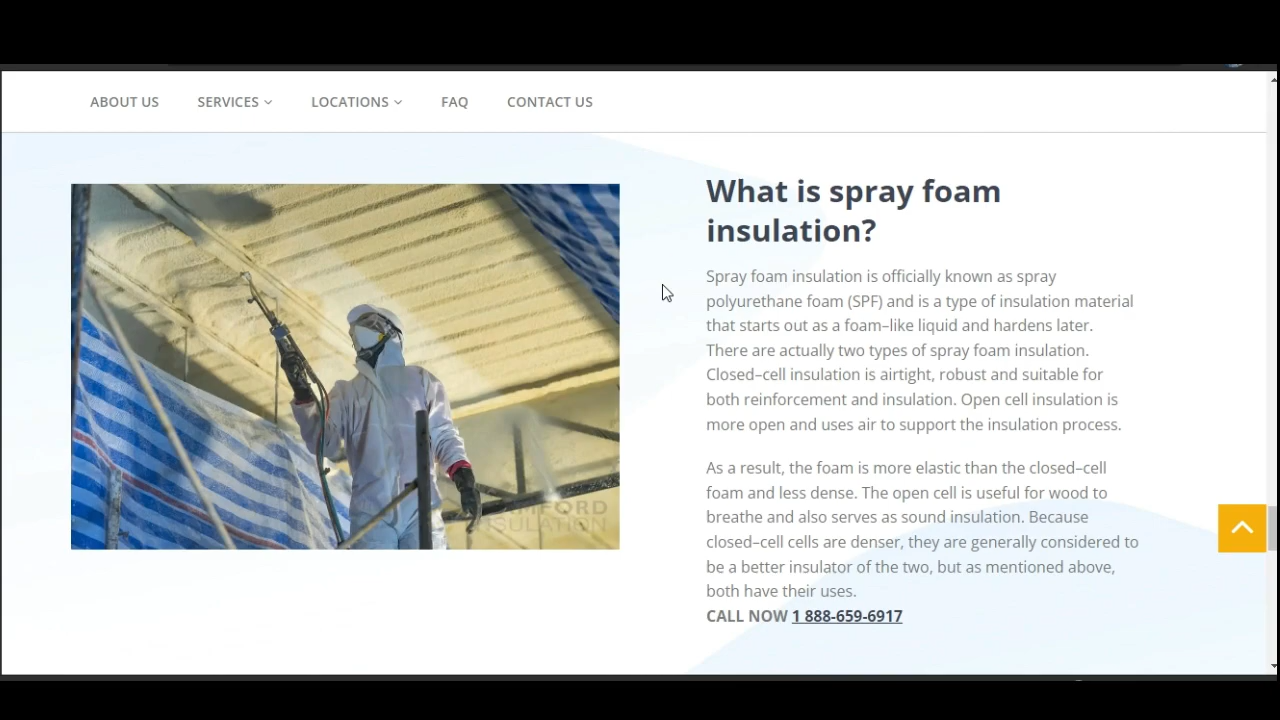 ABOUT US SERVICES LOCATIONS FAQ CONTACT US
What is spray foam
insulation?
Spray foam insulation is officially known as spray
polyurethane foam (SPF) and is a type of insulation material
that starts out as a foam–like liquid and hardens later.
There are actually two types of spray foam insulation.
Closed–cell insulation is airtight, robust and suitable for
both reinforcement and insulation. Open cell insulation is
more open and uses air to support the insulation process.
As a result, the foam is more elastic than the closed–cell
foam and less dense. The open cell is useful for wood to
breathe and also serves as sound insulation. Because
closed–cell cells are denser, they are generally considered to
be a better insulator of the two, but as mentioned above,
both have their uses.
CALL NOW 1 888-659-6917